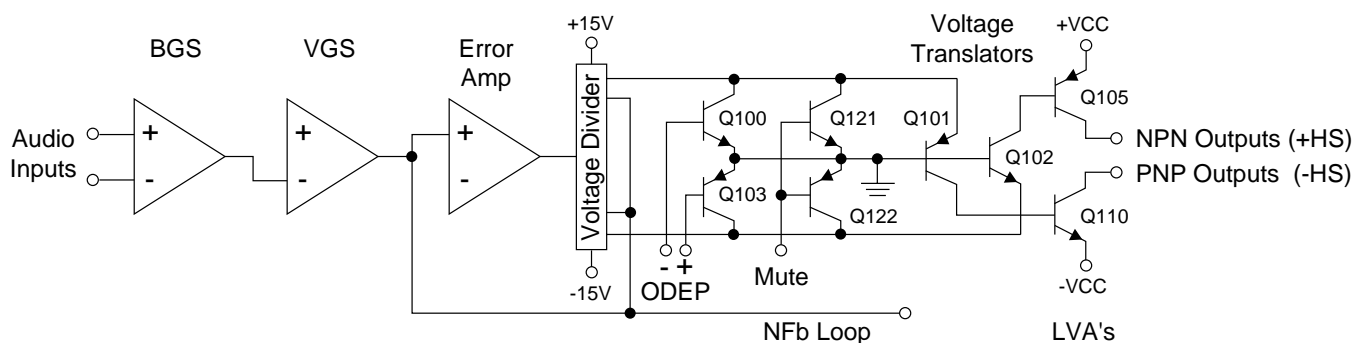 BGS
VGS
Error
Amp
+15V
Voltage
Translators
+VCC
Audio
Inputs
+
-
+
-
+
-
Voltage Divider
Q100
Q121
Q101
Q105
Q102
NPN Outputs (+HS)
PNP Outputs (-HS)
Q103
Q122
Q110
-15V
- +
ODEP
Mute
-VCC
NFb Loop
LVA's